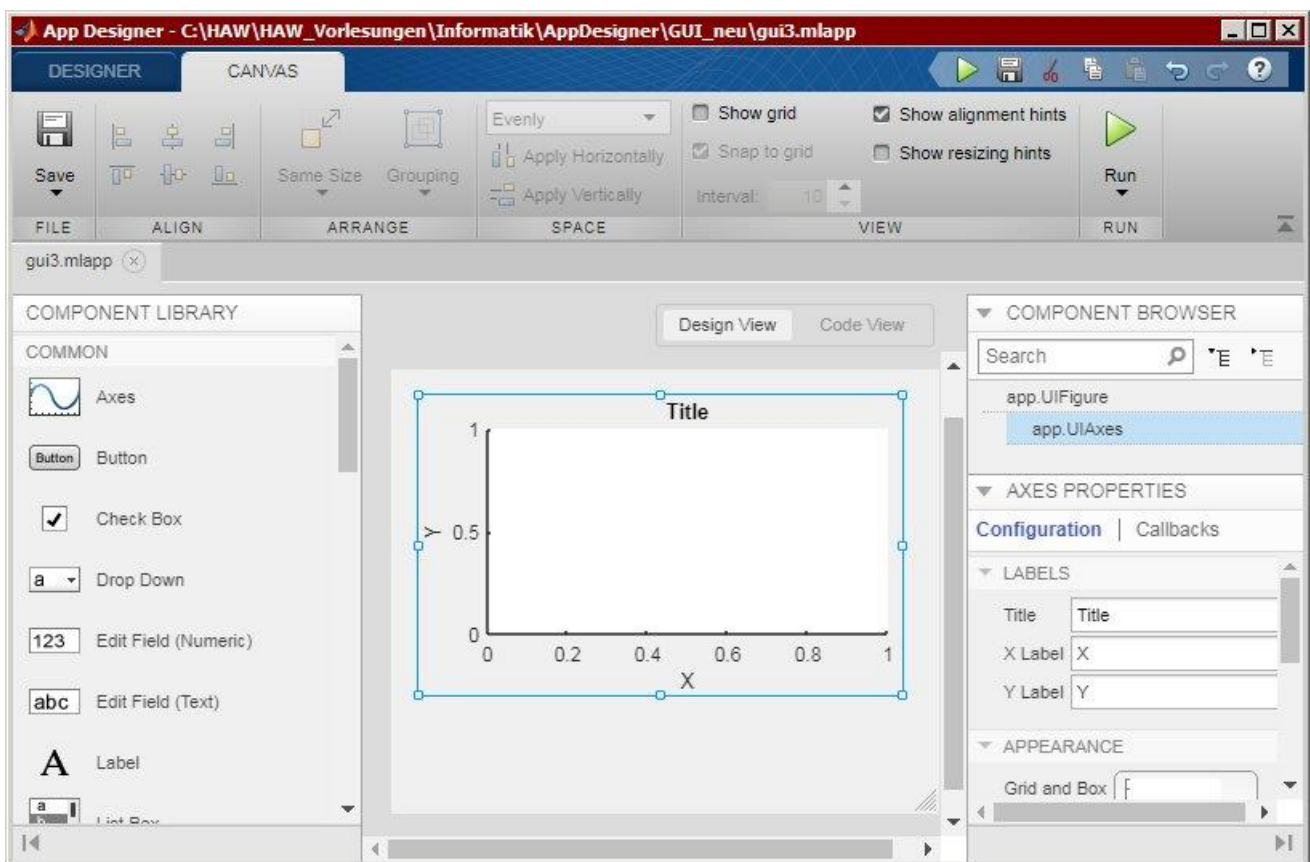 App Designer - C:\HAW\HAW_Vorlesungen\Informatik\AppDesigner\GUI_neu\gui3.mlapp
DESIGNER CANVAS
Save
Same Size
Grouping
Evenly
Apply Horizontally
Apply Vertically
Show grid
Snap to grid
Interval: 10
Show alignment hints
Show resizing hints
Run
FILE ALIGN ARRANGE SPACE VIEW RUN
gui3.mlapp
COMPONENT LIBRARY
COMMON
Axes
Button Button
Check Box
a Drop Down
123 Edit Field (Numeric)
abc Edit Field (Text)
A Label
a
b List Box
Design View Code View
Title
1
0.5
0
Y
0 0.2 0.4 0.6 0.8 1
X
COMPONENT BROWSER
Search
app.UIFigure
app.UIAxes
AXES PROPERTIES
Configuration | Callbacks
LABELS
Title Title
X Label X
Y Label Y
APPEARANCE
Grid and Box